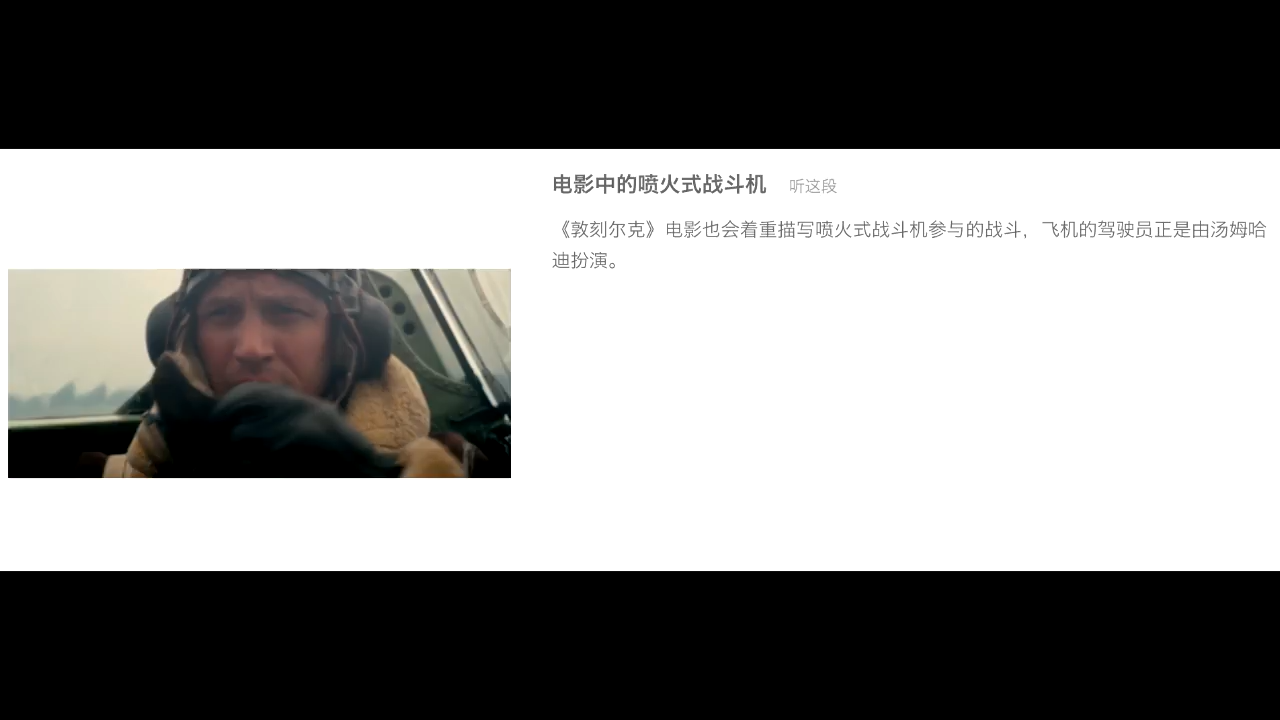 电影中的喷火式战斗机 听这段
《敦刻尔克》电影也会着重描写喷火式战斗机参与的战斗，飞机的驾驶员正是由汤姆哈
迪扮演。